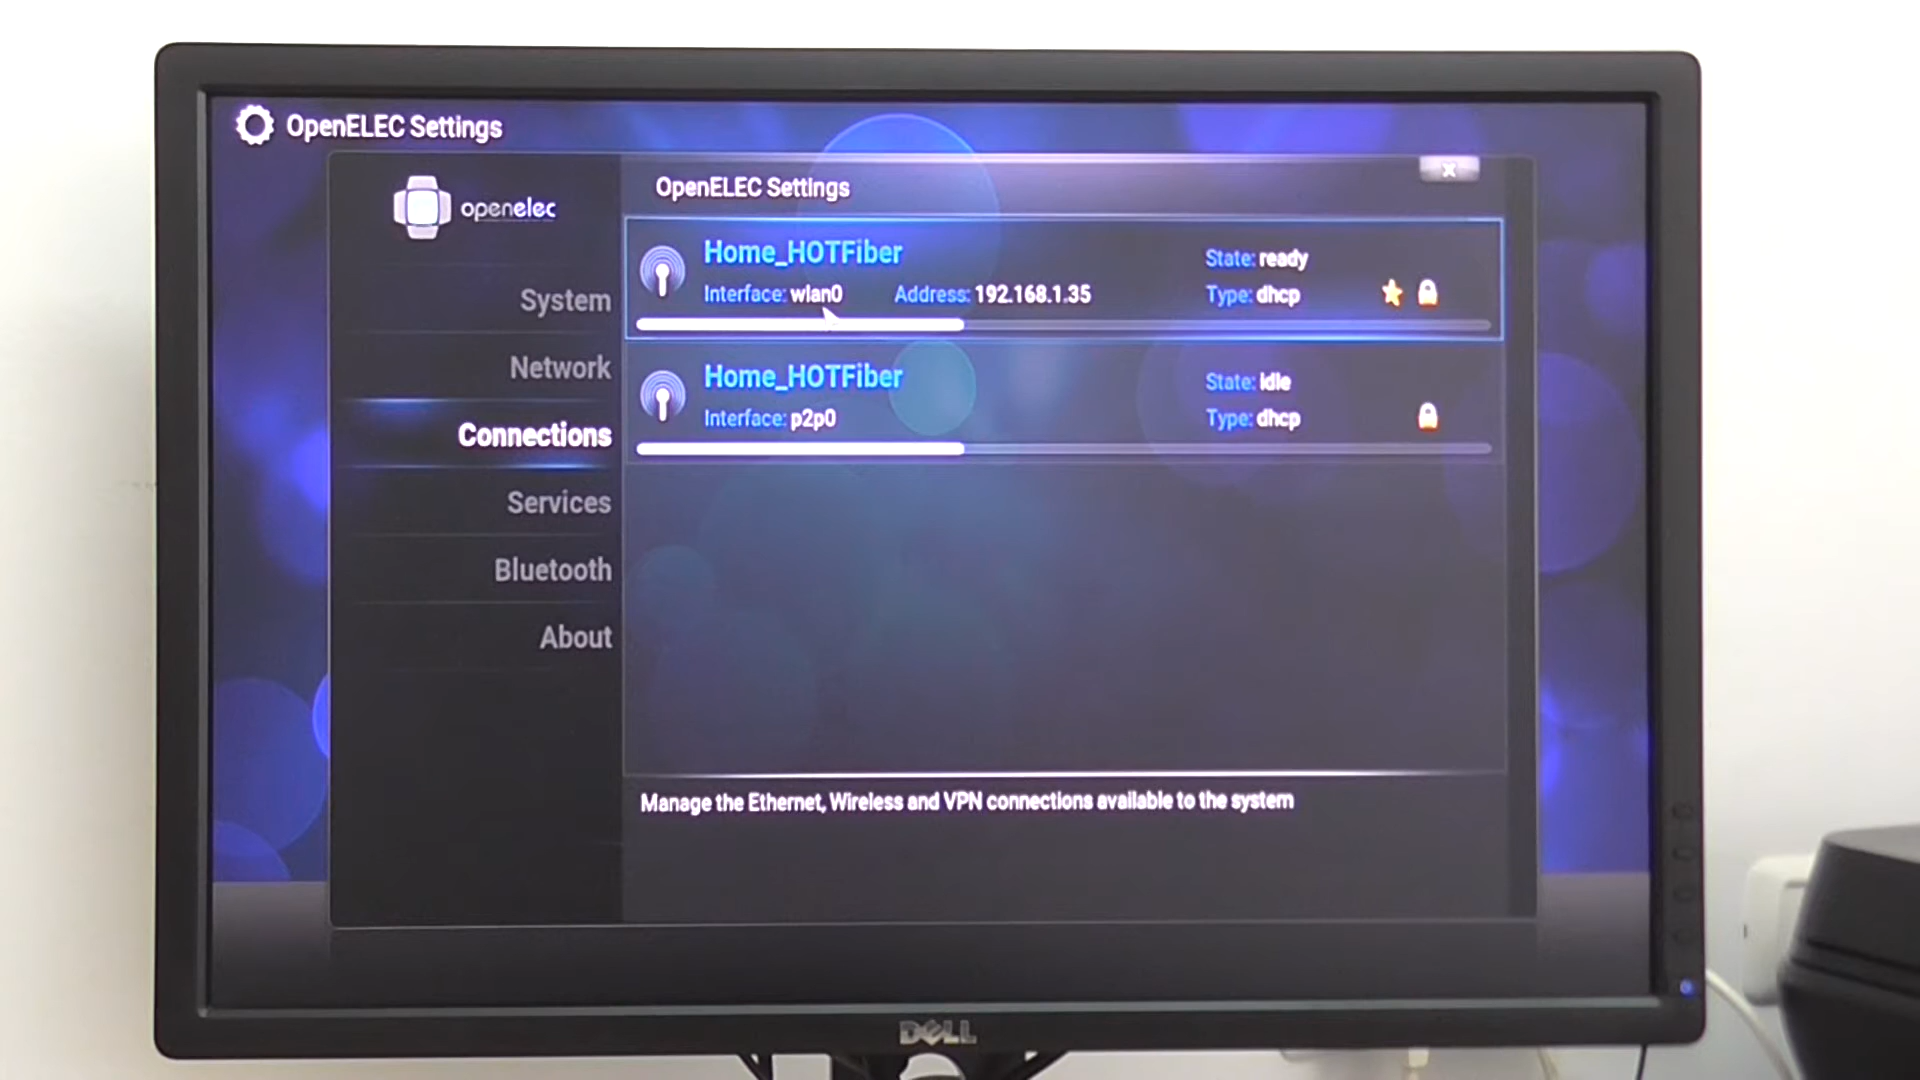 OpenELEC Settings
openelec
System
Network
Connections
Services
Bluetooth
About
OpenELEC Settings
Home_HOTFiber
State: ready
Interface: wlan0 Address: 192.168.1.35 Type: dhcp
Home_HOTFiber
State: idle
Interface: p2p0 Type: dhcp
Manage the Ethernet, Wireless and VPN connections available to the system
DELL